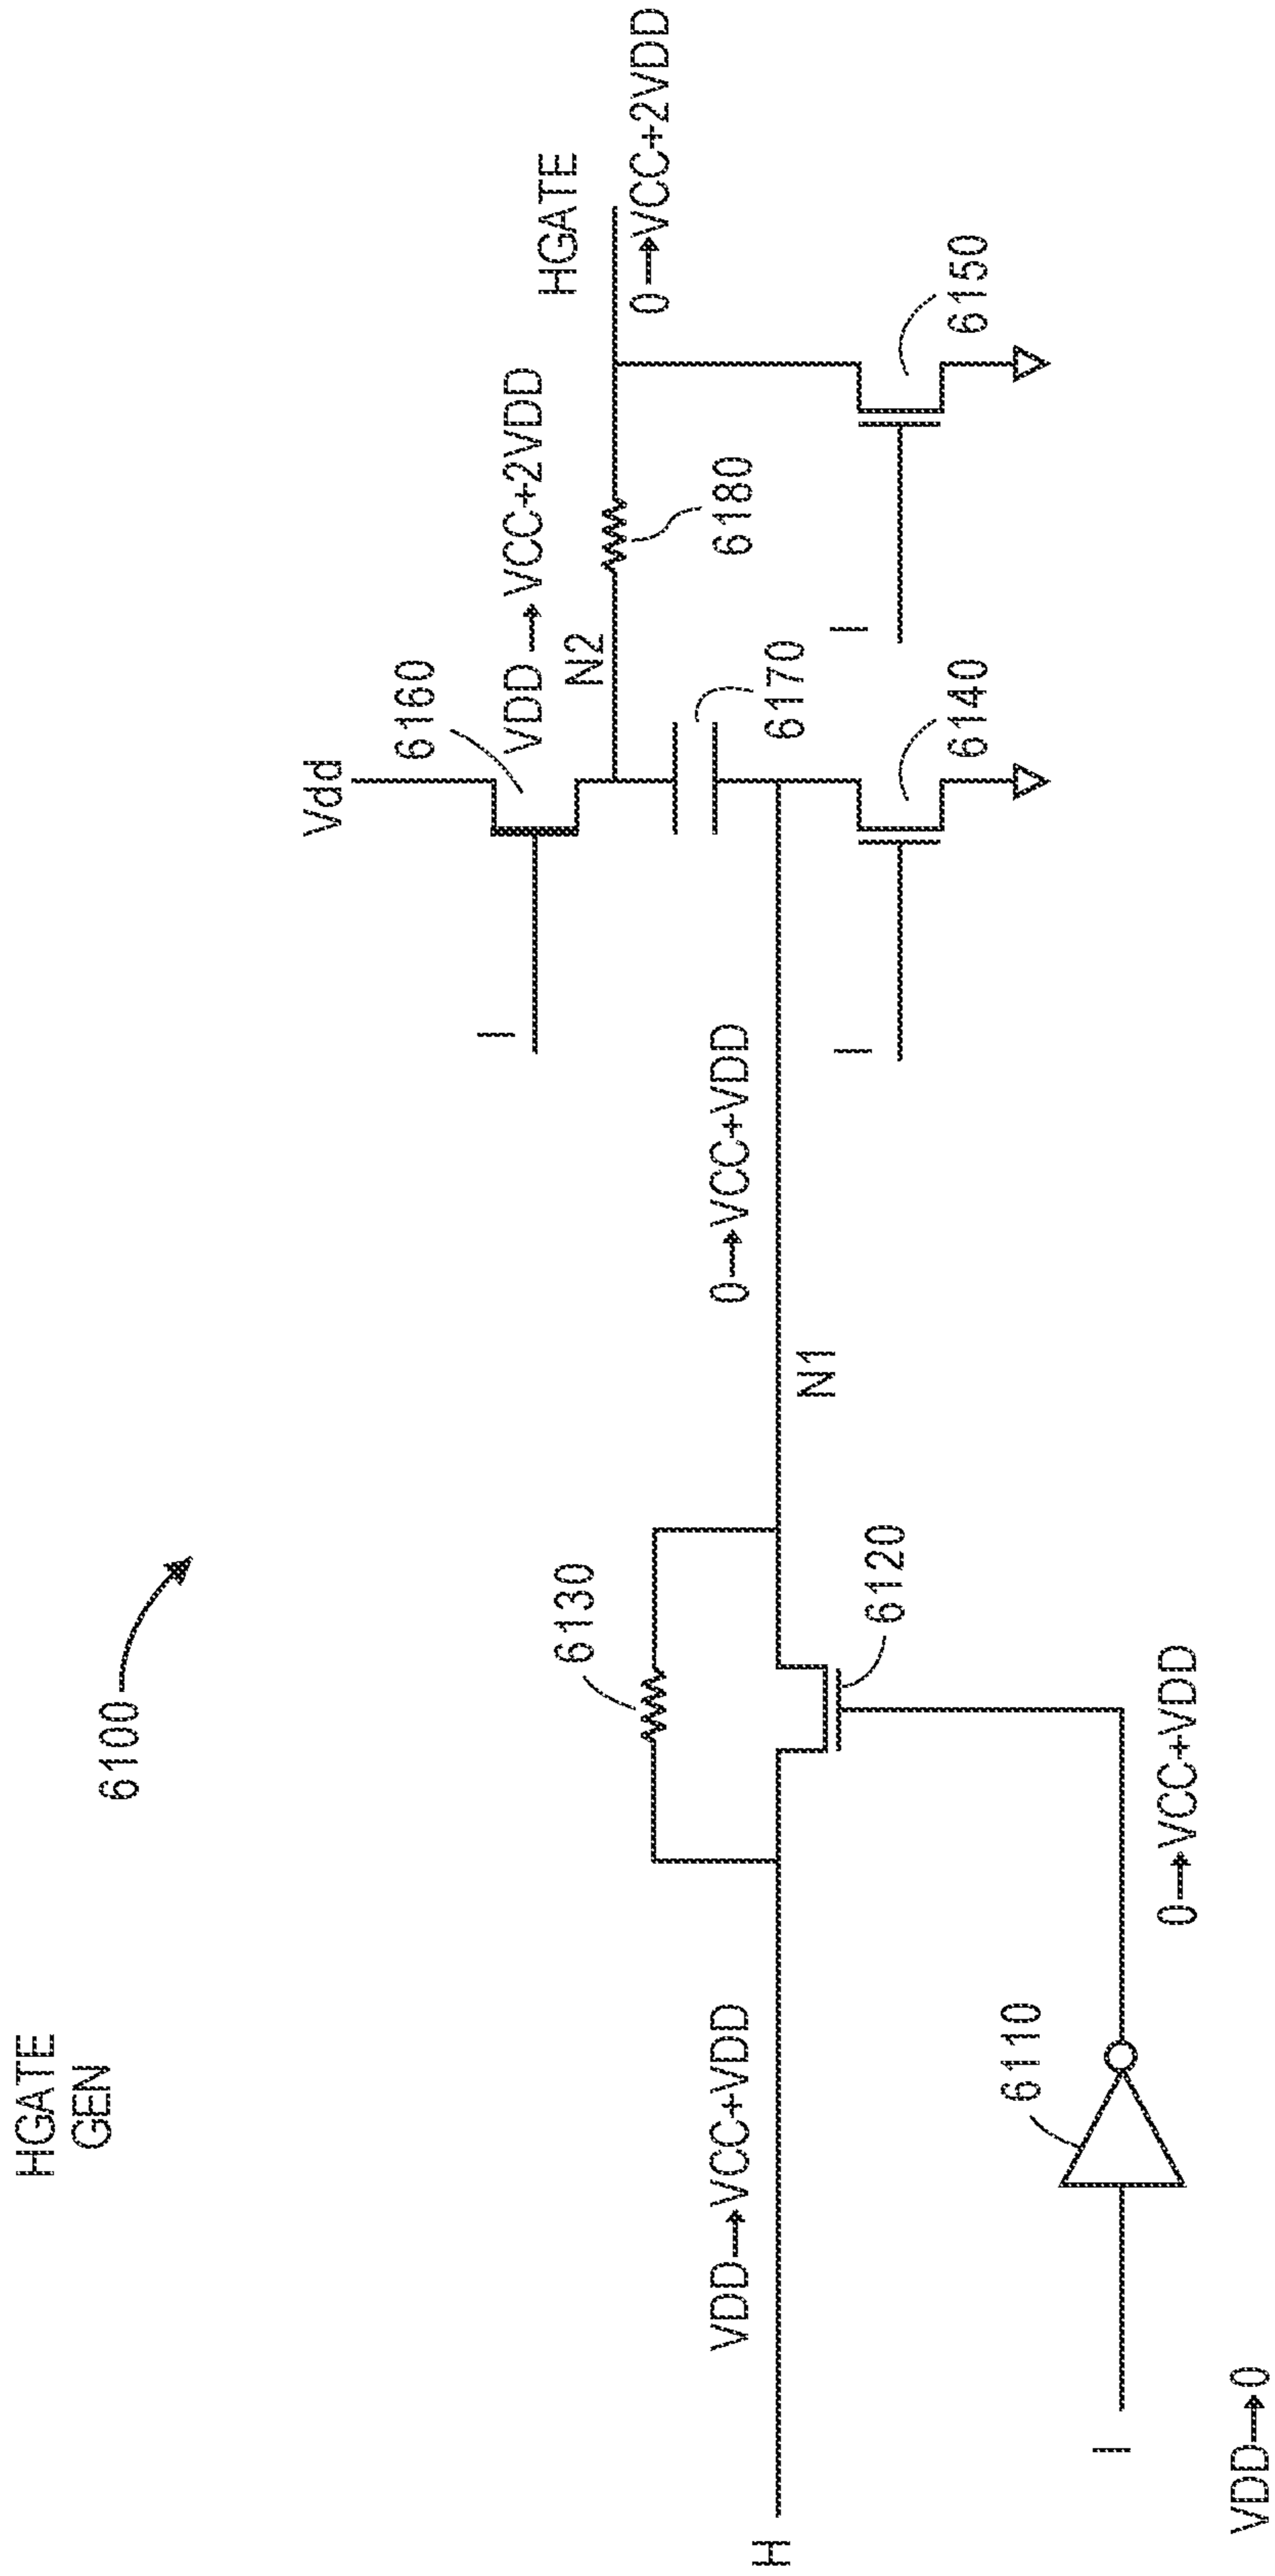 HGATE
GEN
6100
H
VDD→VCC+VDD
6130
6120
N1
0→VCC+VDD
I
VDD→0
6110
0→VCC+VDD
Vdd
6160
I
VDD→VCC+2VDD
N2
6170
6180
HGATE
0→VCC+2VDD
I
6140
I
6150